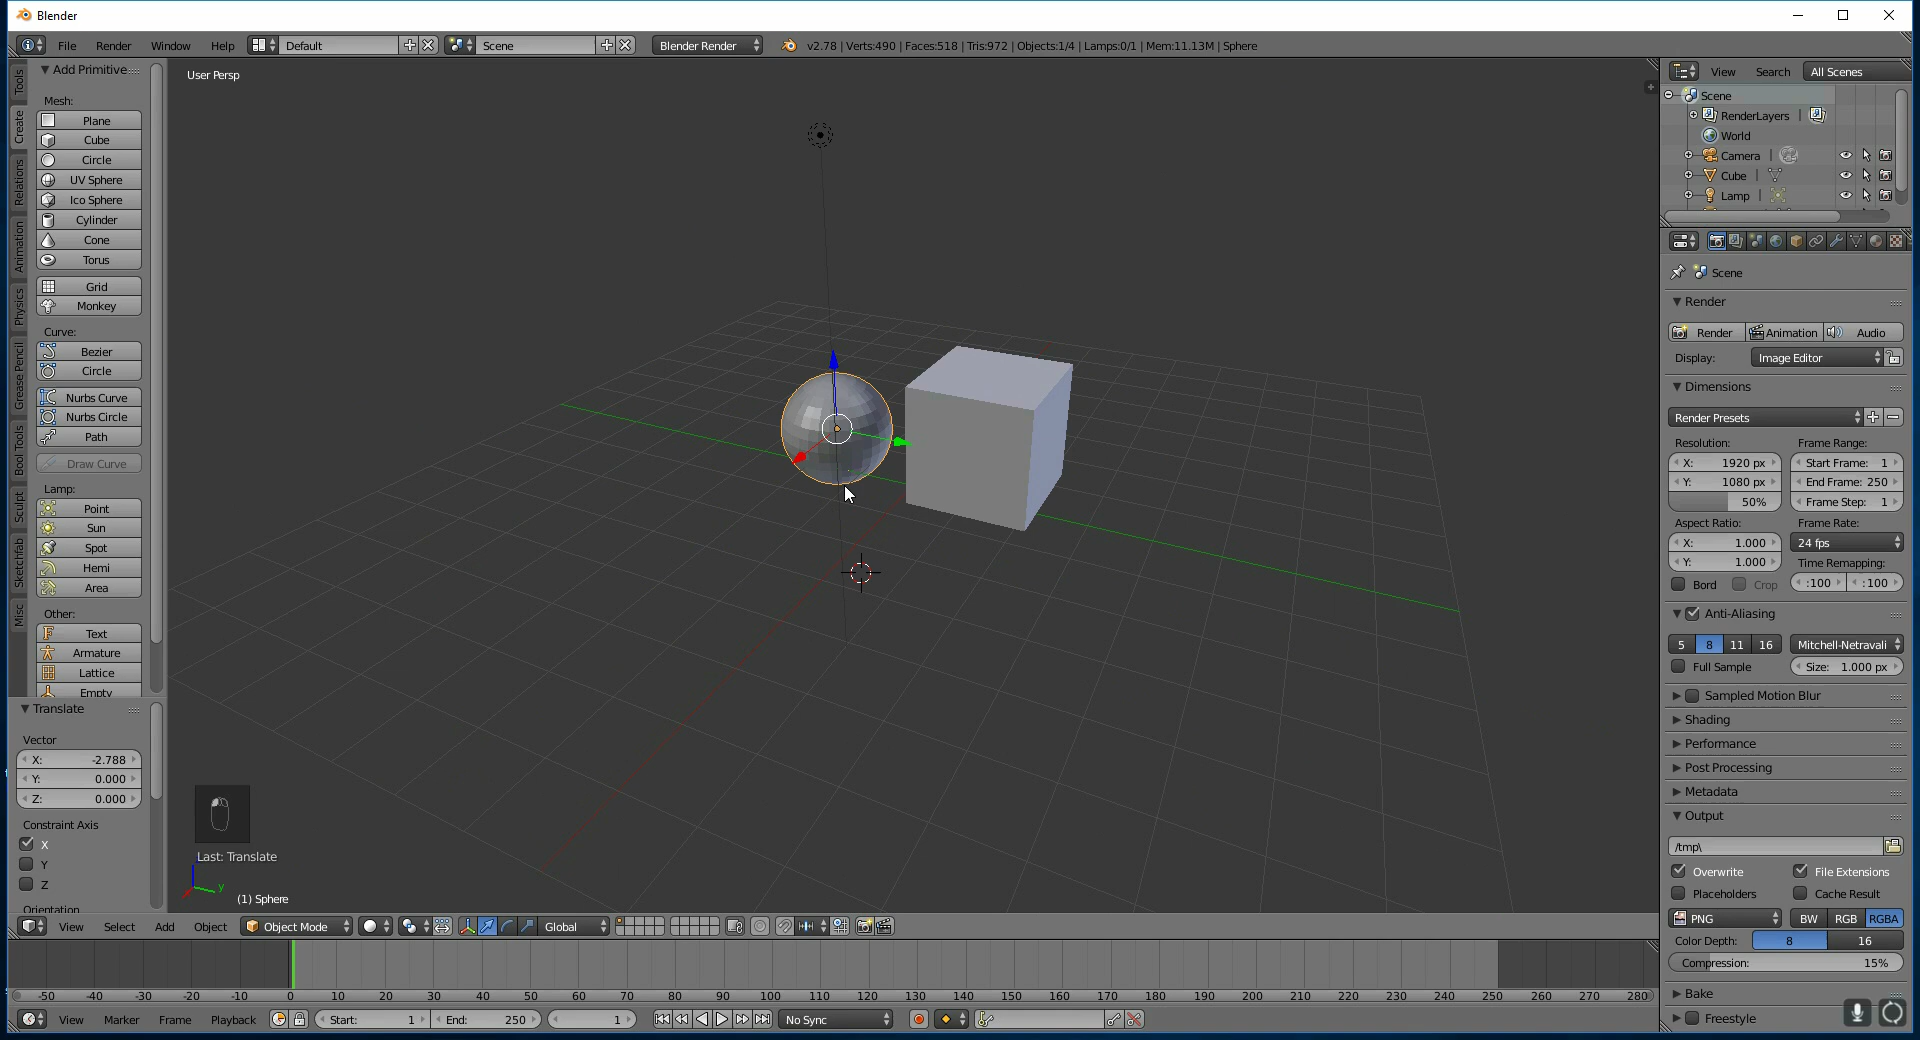 Blender
File Render Window Help Default Scene Blender Render v2.78 | Verts:490 | Faces:518 | Tris:972 | Objects:1/4 | Lamps:0/1 | Mem:11.13M | Sphere
Tools
Create
Relations
Animation
Physics
Grease Pencil
Bool Tools
Sculpt
Sketchfab
Misc
Add Primitive
Mesh:
Plane
Cube
Circle
UV Sphere
Ico Sphere
Cylinder
Cone
Torus
Grid
Monkey
Curve:
Bezier
Circle
Nurbs Curve
Nurbs Circle
Path
Draw Curve
Lamp:
Point
Sun
Spot
Hemi
Area
Other:
Text
Armature
Lattice
Empty
Translate
Vector
X: -2.788
Y: 0.000
Z: 0.000
Constraint Axis
X
Y
Z
Orientation
User Persp
Last: Translate
y
(1) Sphere
View Select Add Object Object Mode Global
-50 -40 -30 -20 -10 0 10 20 30 40 50 60 70 80 90 100 110 120 130 140 150 160 170 180 190 200 210 220 230 240 250 260 270 280
View Marker Frame Playback Start: 1 End: 250 1 No Sync
View Search All Scenes
Scene
RenderLayers |
World
Camera |
Cube |
Lamp |
Scene
Render
Render Animation Audio
Display: Image Editor
Dimensions
Render Presets
Resolution: Frame Range:
X: 1920 px Start Frame: 1
Y: 1080 px End Frame: 250
50% Frame Step: 1
Aspect Ratio: Frame Rate:
X: 1.000 24 fps
Y: 1.000 Time Remapping:
Bord Crop :100 :100
Anti-Aliasing
5 8 11 16 Mitchell-Netravali
Full Sample Size: 1.000 px
Sampled Motion Blur
Shading
Performance
Post Processing
Metadata
Output
/tmp\
Overwrite File Extensions
Placeholders Cache Result
PNG BW RGB RGBA
Color Depth: 8 16
Compression: 15%
Bake
Freestyle